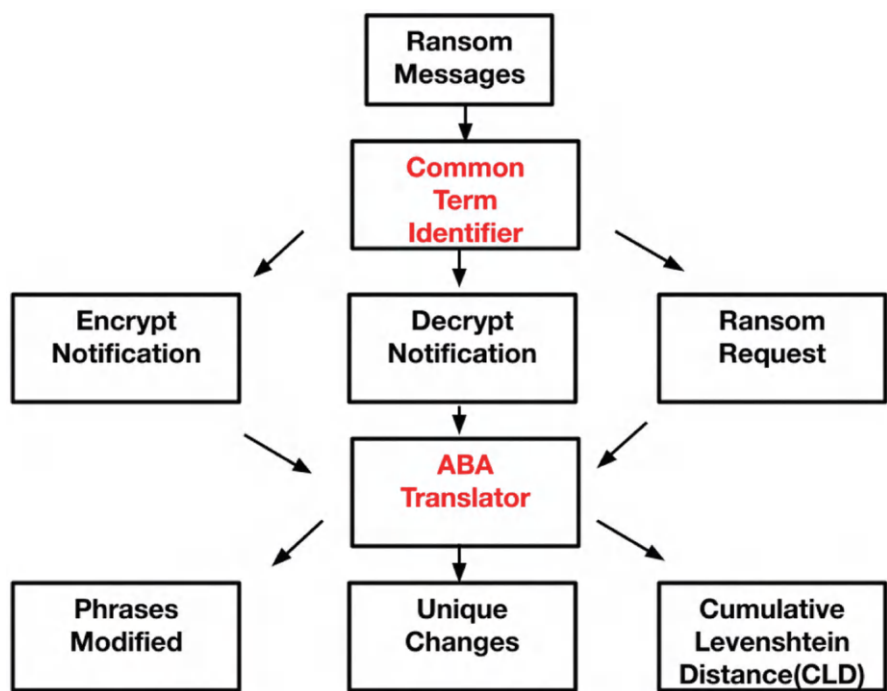 Ransom
Messages
Common
Term
Identifier
Encrypt
Notification
Decrypt
Notification
Ransom
Request
ABA
Translator
Phrases
Modified
Unique
Changes
Cumulative
Levenshtein
Distance(CLD)